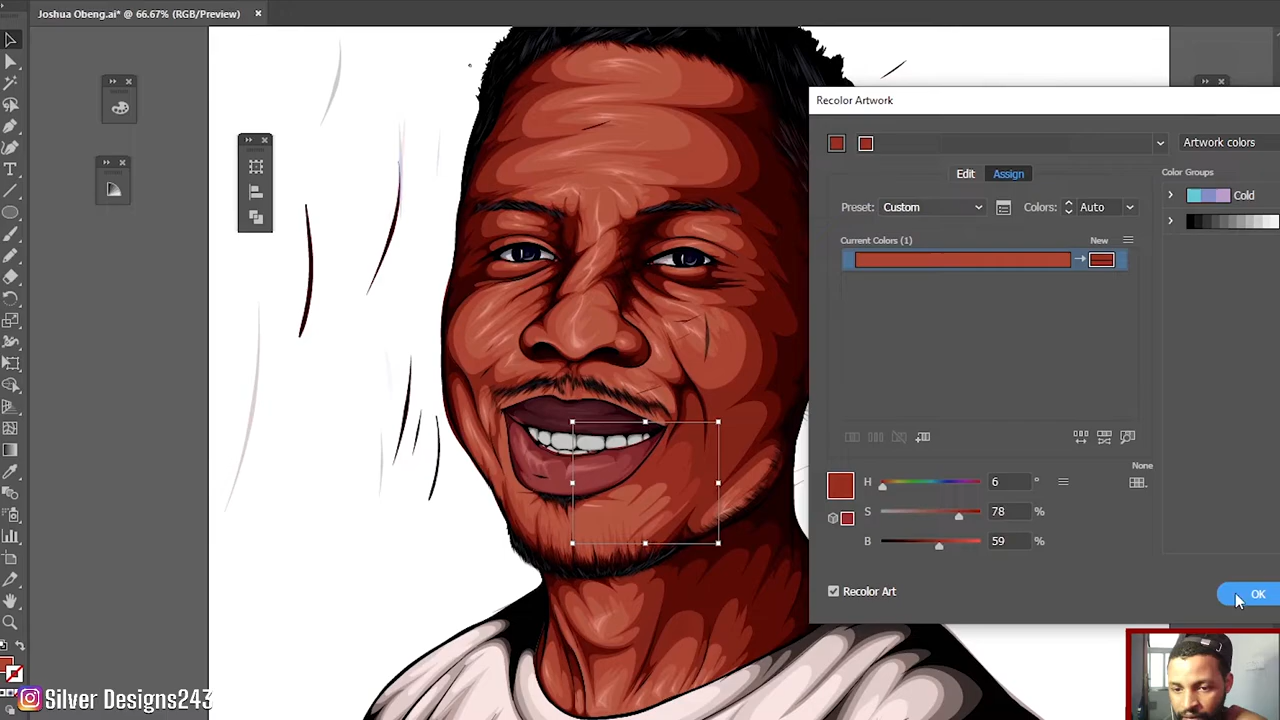 Joshua Obeng.ai* @ 66.67% (RGB/Preview) ×
Recolor Artwork
Artwork colors
Edit Assign
Color Groups
Preset: Custom Colors: Auto
Cold
Current Colors (1) New
None
H 6 °
S 78 %
B 59 %
Recolor Art
OK
Silver Designs243